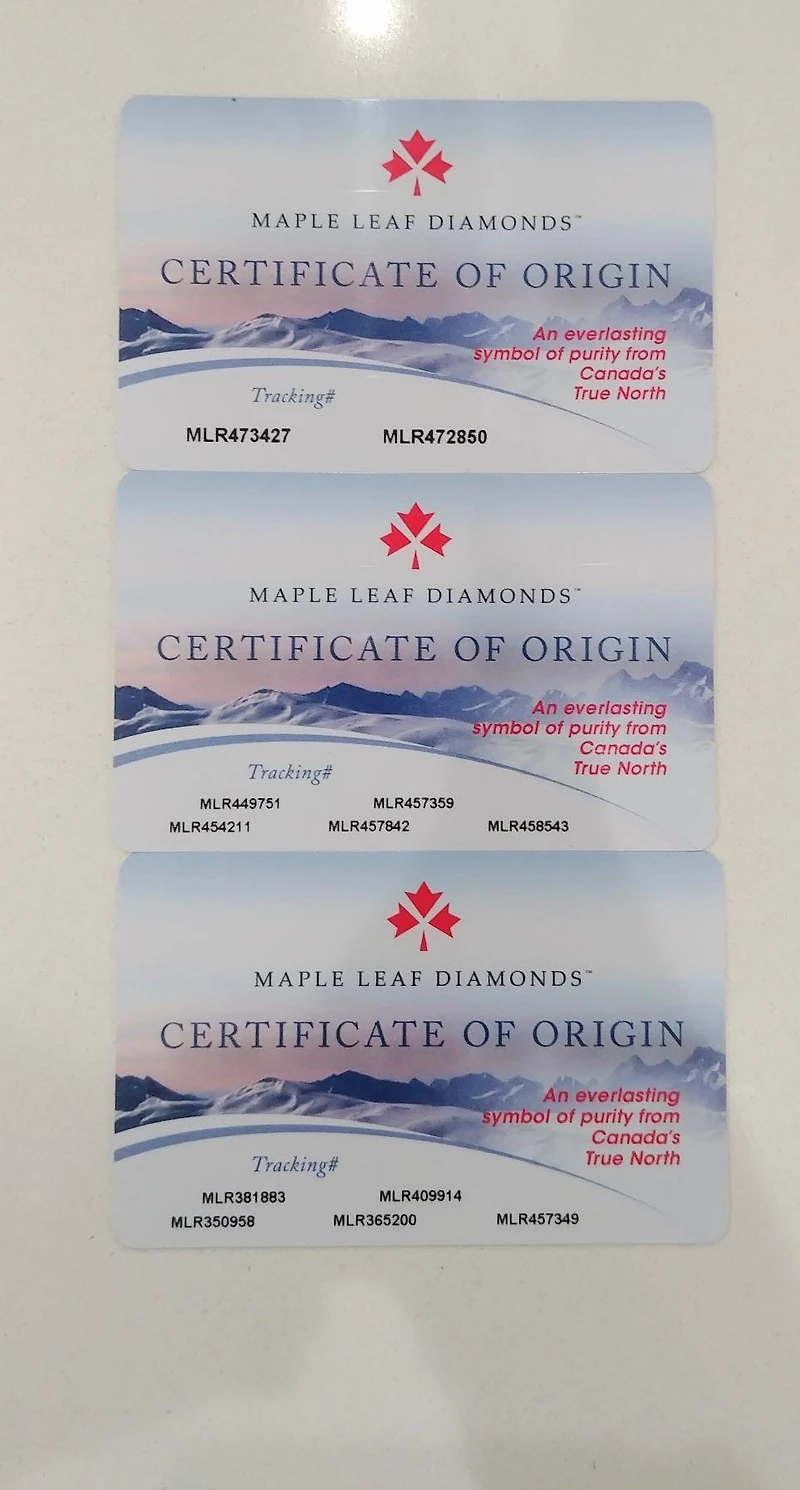 MAPLE LEAF DIAMONDS™
CERTIFICATE OF ORIGIN
An everlasting
symbol of purity from
Canada's
True North
Tracking#
MLR473427 MLR472850
MAPLE LEAF DIAMONDS™
CERTIFICATE OF ORIGIN
An everlasting
symbol of purity from
Canada's
True North
Tracking#
MLR449751 MLR457359
MLR454211 MLR457842 MLR458543
MAPLE LEAF DIAMONDS™
CERTIFICATE OF ORIGIN
An everlasting
symbol of purity from
Canada's
True North
Tracking#
MLR381883 MLR409914
MLR350958 MLR365200 MLR457349